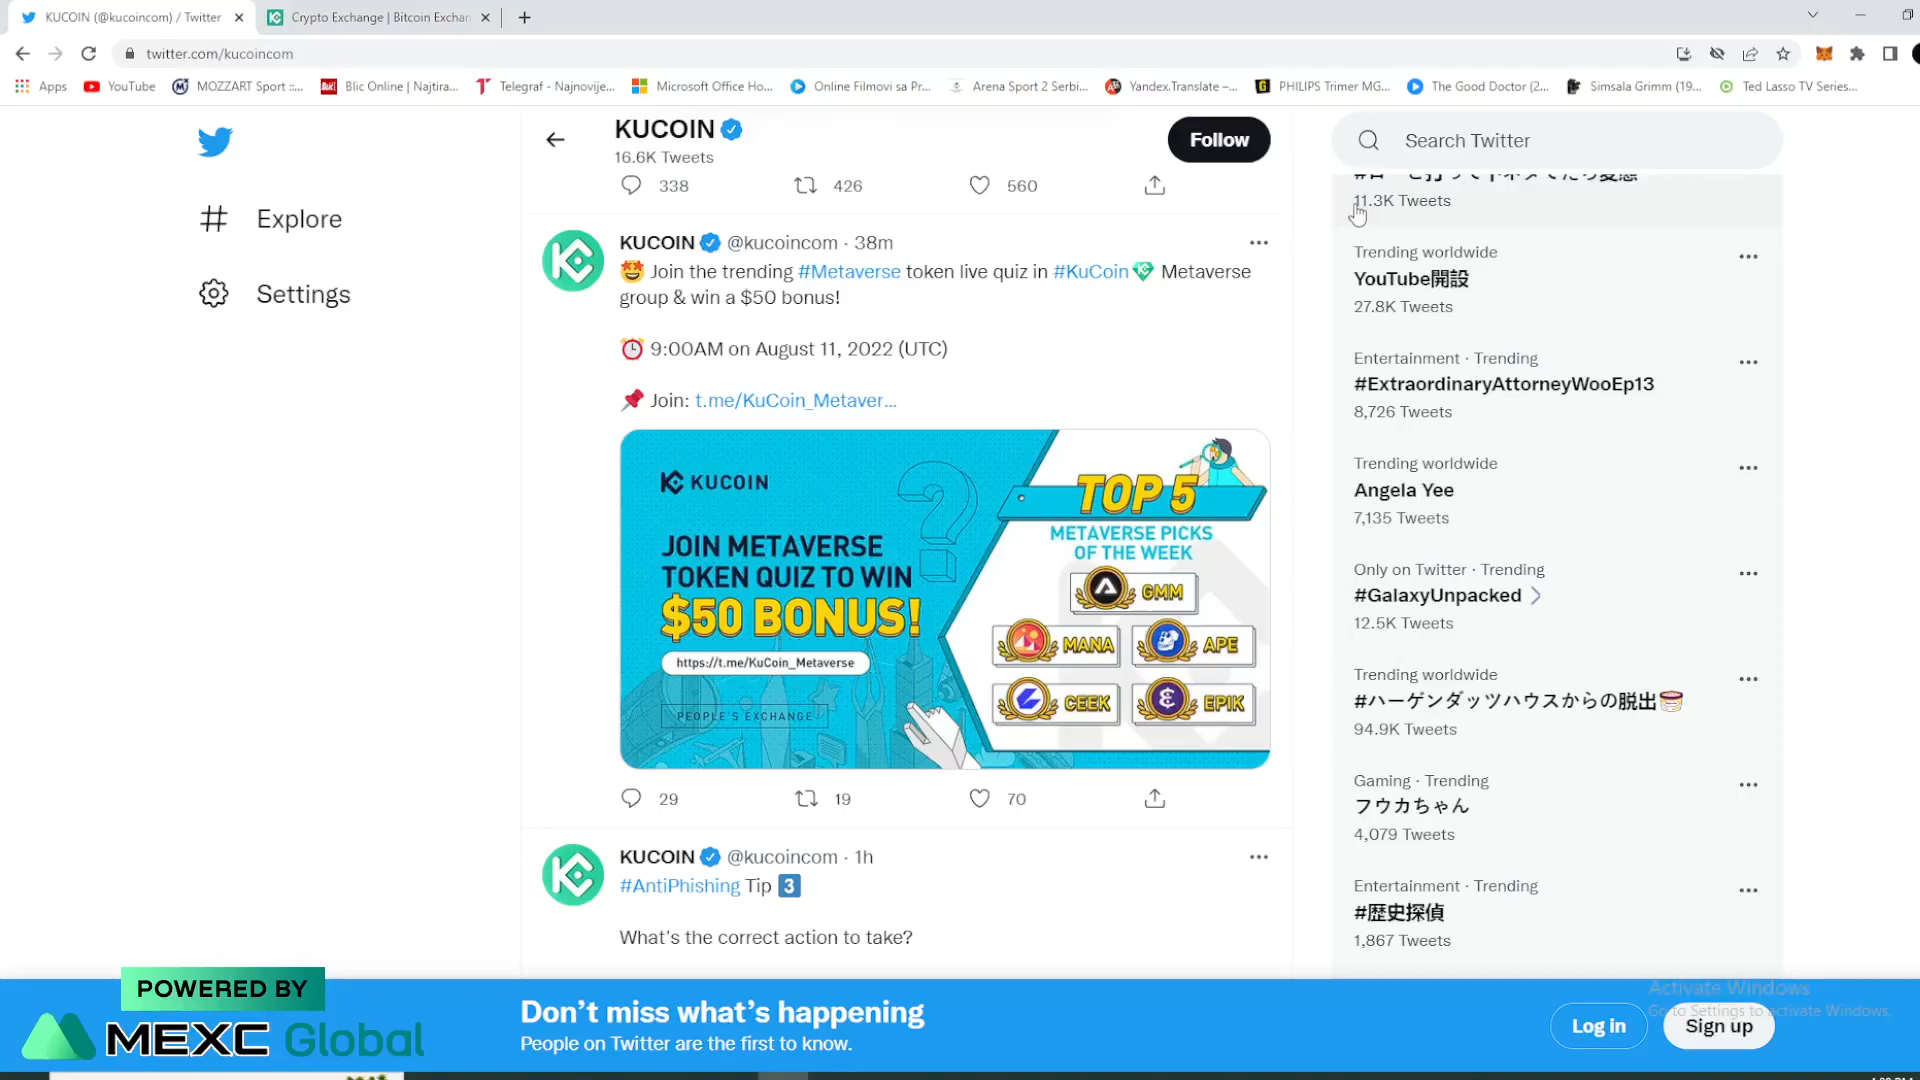 KUCOIN (@kucoincom) / Twitter
Crypto Exchange | Bitcoin Exchan
twitter.com/kucoincom
Apps
YouTube
MOZZART Sport ::...
Blic Online | Najtira...
Telegraf - Najnovije...
Microsoft Office Ho...
Online Filmovi sa Pr...
Arena Sport 2 Serbi...
Yandex.Translate –...
PHILIPS Trimer MG...
The Good Doctor (2...
Simsala Grimm (19...
Ted Lasso TV Series...
Explore
Settings
KUCOIN
16.6K Tweets
Follow
338 426 560
KUCOIN @kucoincom · 38m
Join the trending #Metaverse token live quiz in #KuCoin Metaverse
group & win a $50 bonus!
9:00AM on August 11, 2022 (UTC)
Join: t.me/KuCoin_Metaver...
KUCOIN
JOIN METAVERSE
TOKEN QUIZ TO WIN
$50 BONUS!
https://t.me/KuCoin_Metaverse
PEOPLE'S EXCHANGE
TOP 5
METAVERSE PICKS
OF THE WEEK
GMM
MANA
APE
CEEK
EPIK
29 19 70
KUCOIN @kucoincom · 1h
#AntiPhishing Tip 3
What's the correct action to take?
Search Twitter
11.3K Tweets
Trending worldwide
YouTube開設
27.8K Tweets
Entertainment · Trending
#ExtraordinaryAttorneyWooEp13
8,726 Tweets
Trending worldwide
Angela Yee
7,135 Tweets
Only on Twitter · Trending
#GalaxyUnpacked
12.5K Tweets
Trending worldwide
#ハーゲンダッツハウスからの脱出
94.9K Tweets
Gaming · Trending
フウカちゃん
4,079 Tweets
Entertainment · Trending
#歴史探偵
1,867 Tweets
POWERED BY
MEXC Global
Don't miss what's happening
People on Twitter are the first to know.
Log in
Sign up
Activate Windows
Go to Settings to activate Windows.